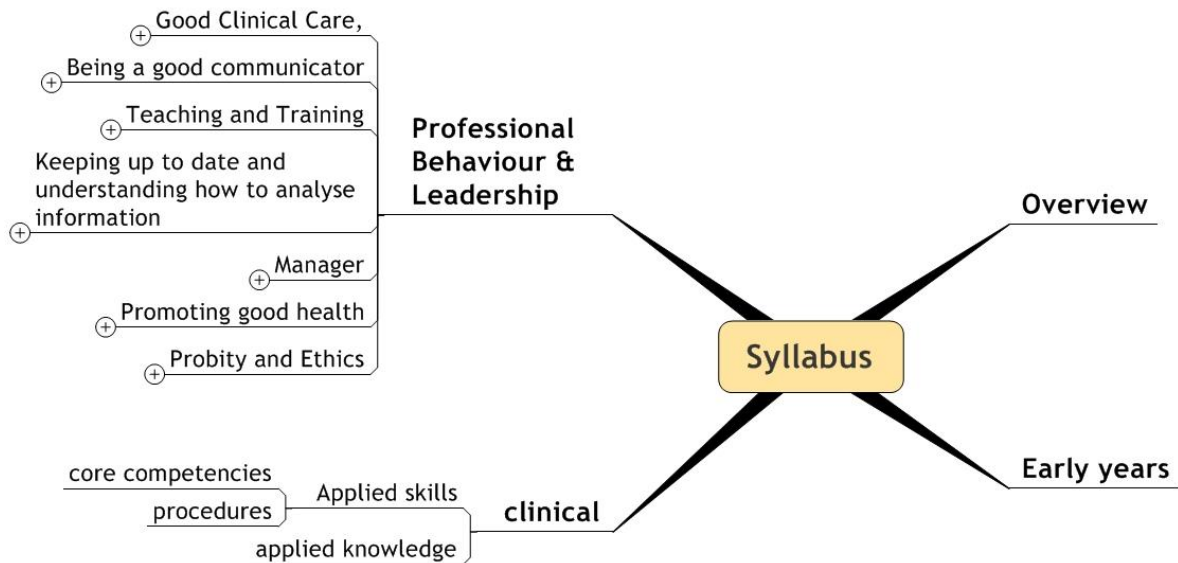 Good Clinical Care,
Being a good communicator
Teaching and Training
Keeping up to date and
understanding how to analyse
information
Manager
Promoting good health
Probity and Ethics
Professional
Behaviour &
Leadership
core competencies
procedures
Applied skills
applied knowledge
clinical
Syllabus
Overview
Early years